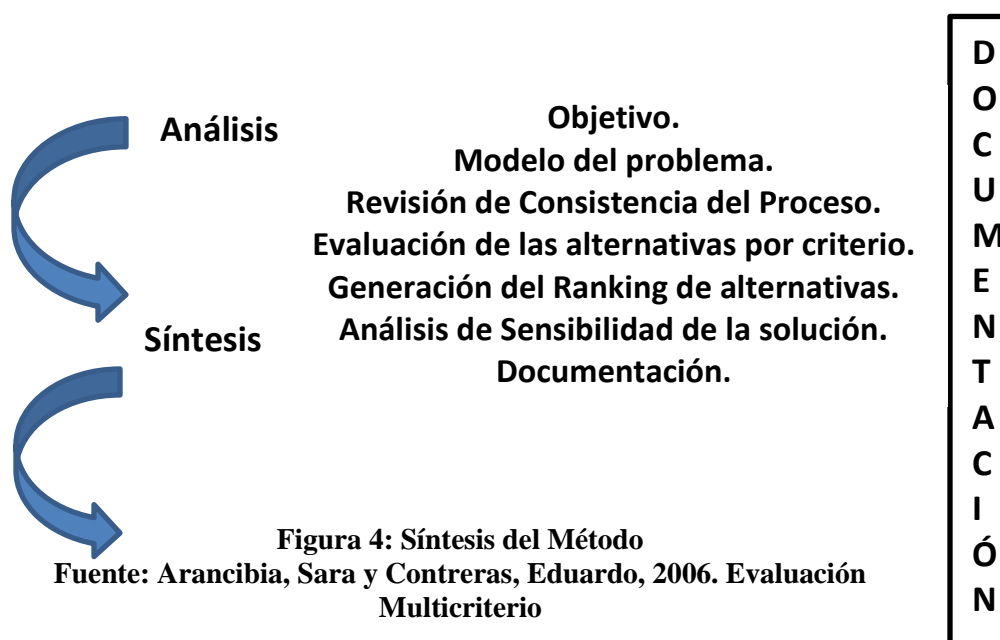 Análisis
Objetivo.
Modelo del problema.
Revisión de Consistencia del Proceso.
Evaluación de las alternativas por criterio.
Generación del Ranking de alternativas.
Síntesis
Análisis de Sensibilidad de la solución.
Documentación.
Figura 4: Síntesis del Método
Fuente: Arancibia, Sara y Contreras, Eduardo, 2006. Evaluación
Multicriterio
D
O
C
U
M
E
N
T
A
C
I
Ó
N